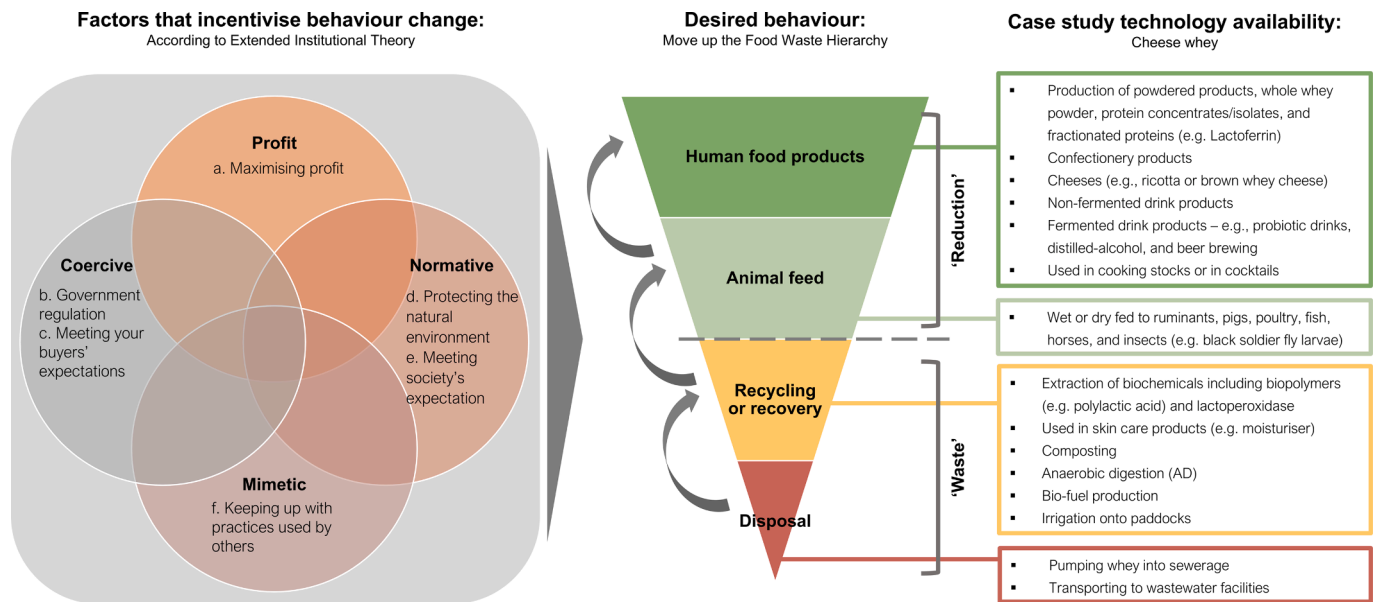 Factors that incentivise behaviour change:
According to Extended Institutional Theory
Profit
a. Maximising profit
Coercive
b. Government
regulation
c. Meeting your
buyers’
expectations
Normative
d. Protecting the
natural
environment
e. Meeting
society’s
expectation
Mimetic
f. Keeping up with
practices used by
others
Desired behaviour:
Move up the Food Waste Hierarchy
Human food products
Animal feed
Recycling
or recovery
Disposal
‘Reduction’
‘Waste’
Case study technology availability:
Cheese whey
▪ Production of powdered products, whole whey
powder, protein concentrates/isolates, and
fractionated proteins (e.g. Lactoferrin)
▪ Confectionery products
▪ Cheeses (e.g., ricotta or brown whey cheese)
▪ Non-fermented drink products
▪ Fermented drink products – e.g., probiotic drinks,
distilled-alcohol, and beer brewing
▪ Used in cooking stocks or in cocktails
▪ Wet or dry fed to ruminants, pigs, poultry, fish,
horses, and insects (e.g. black soldier fly larvae)
▪ Extraction of biochemicals including biopolymers
(e.g. polylactic acid) and lactoperoxidase
▪ Used in skin care products (e.g. moisturiser)
▪ Composting
▪ Anaerobic digestion (AD)
▪ Bio-fuel production
▪ Irrigation onto paddocks
▪ Pumping whey into sewerage
▪ Transporting to wastewater facilities